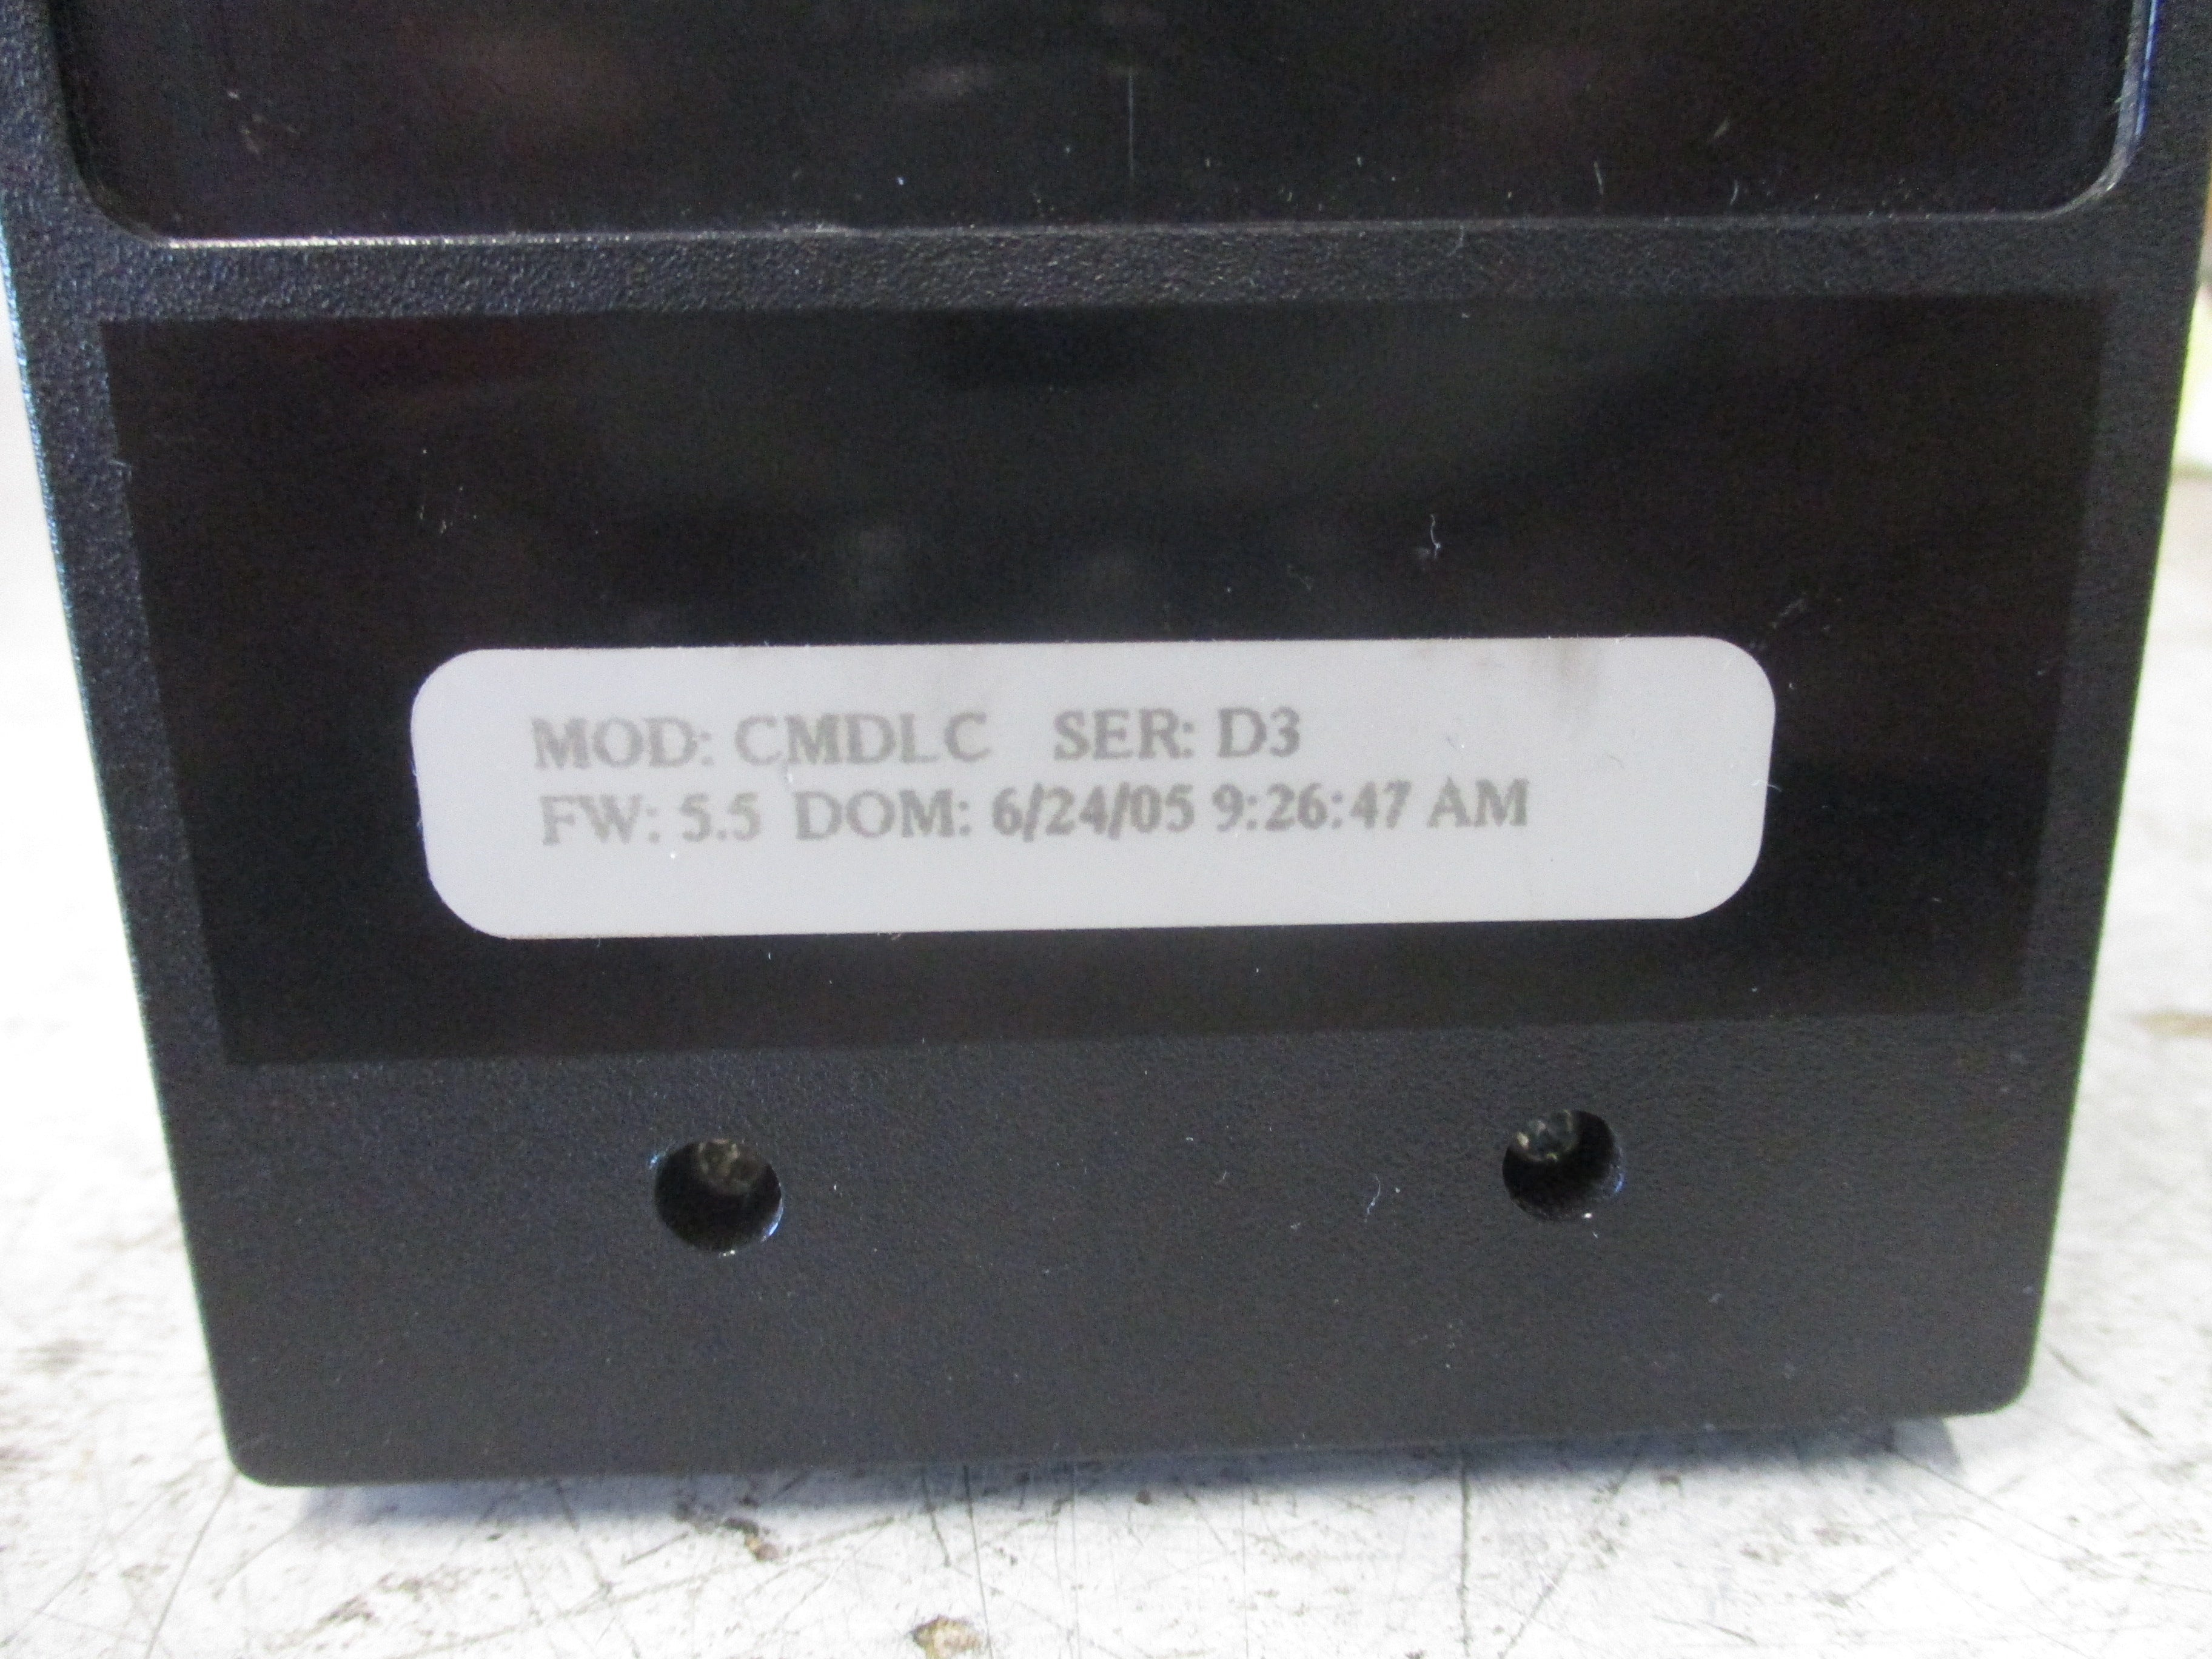 MOD: CMDLC SER: D3
FW: 5.5 DOM: 6/24/05 9:26:47 AM